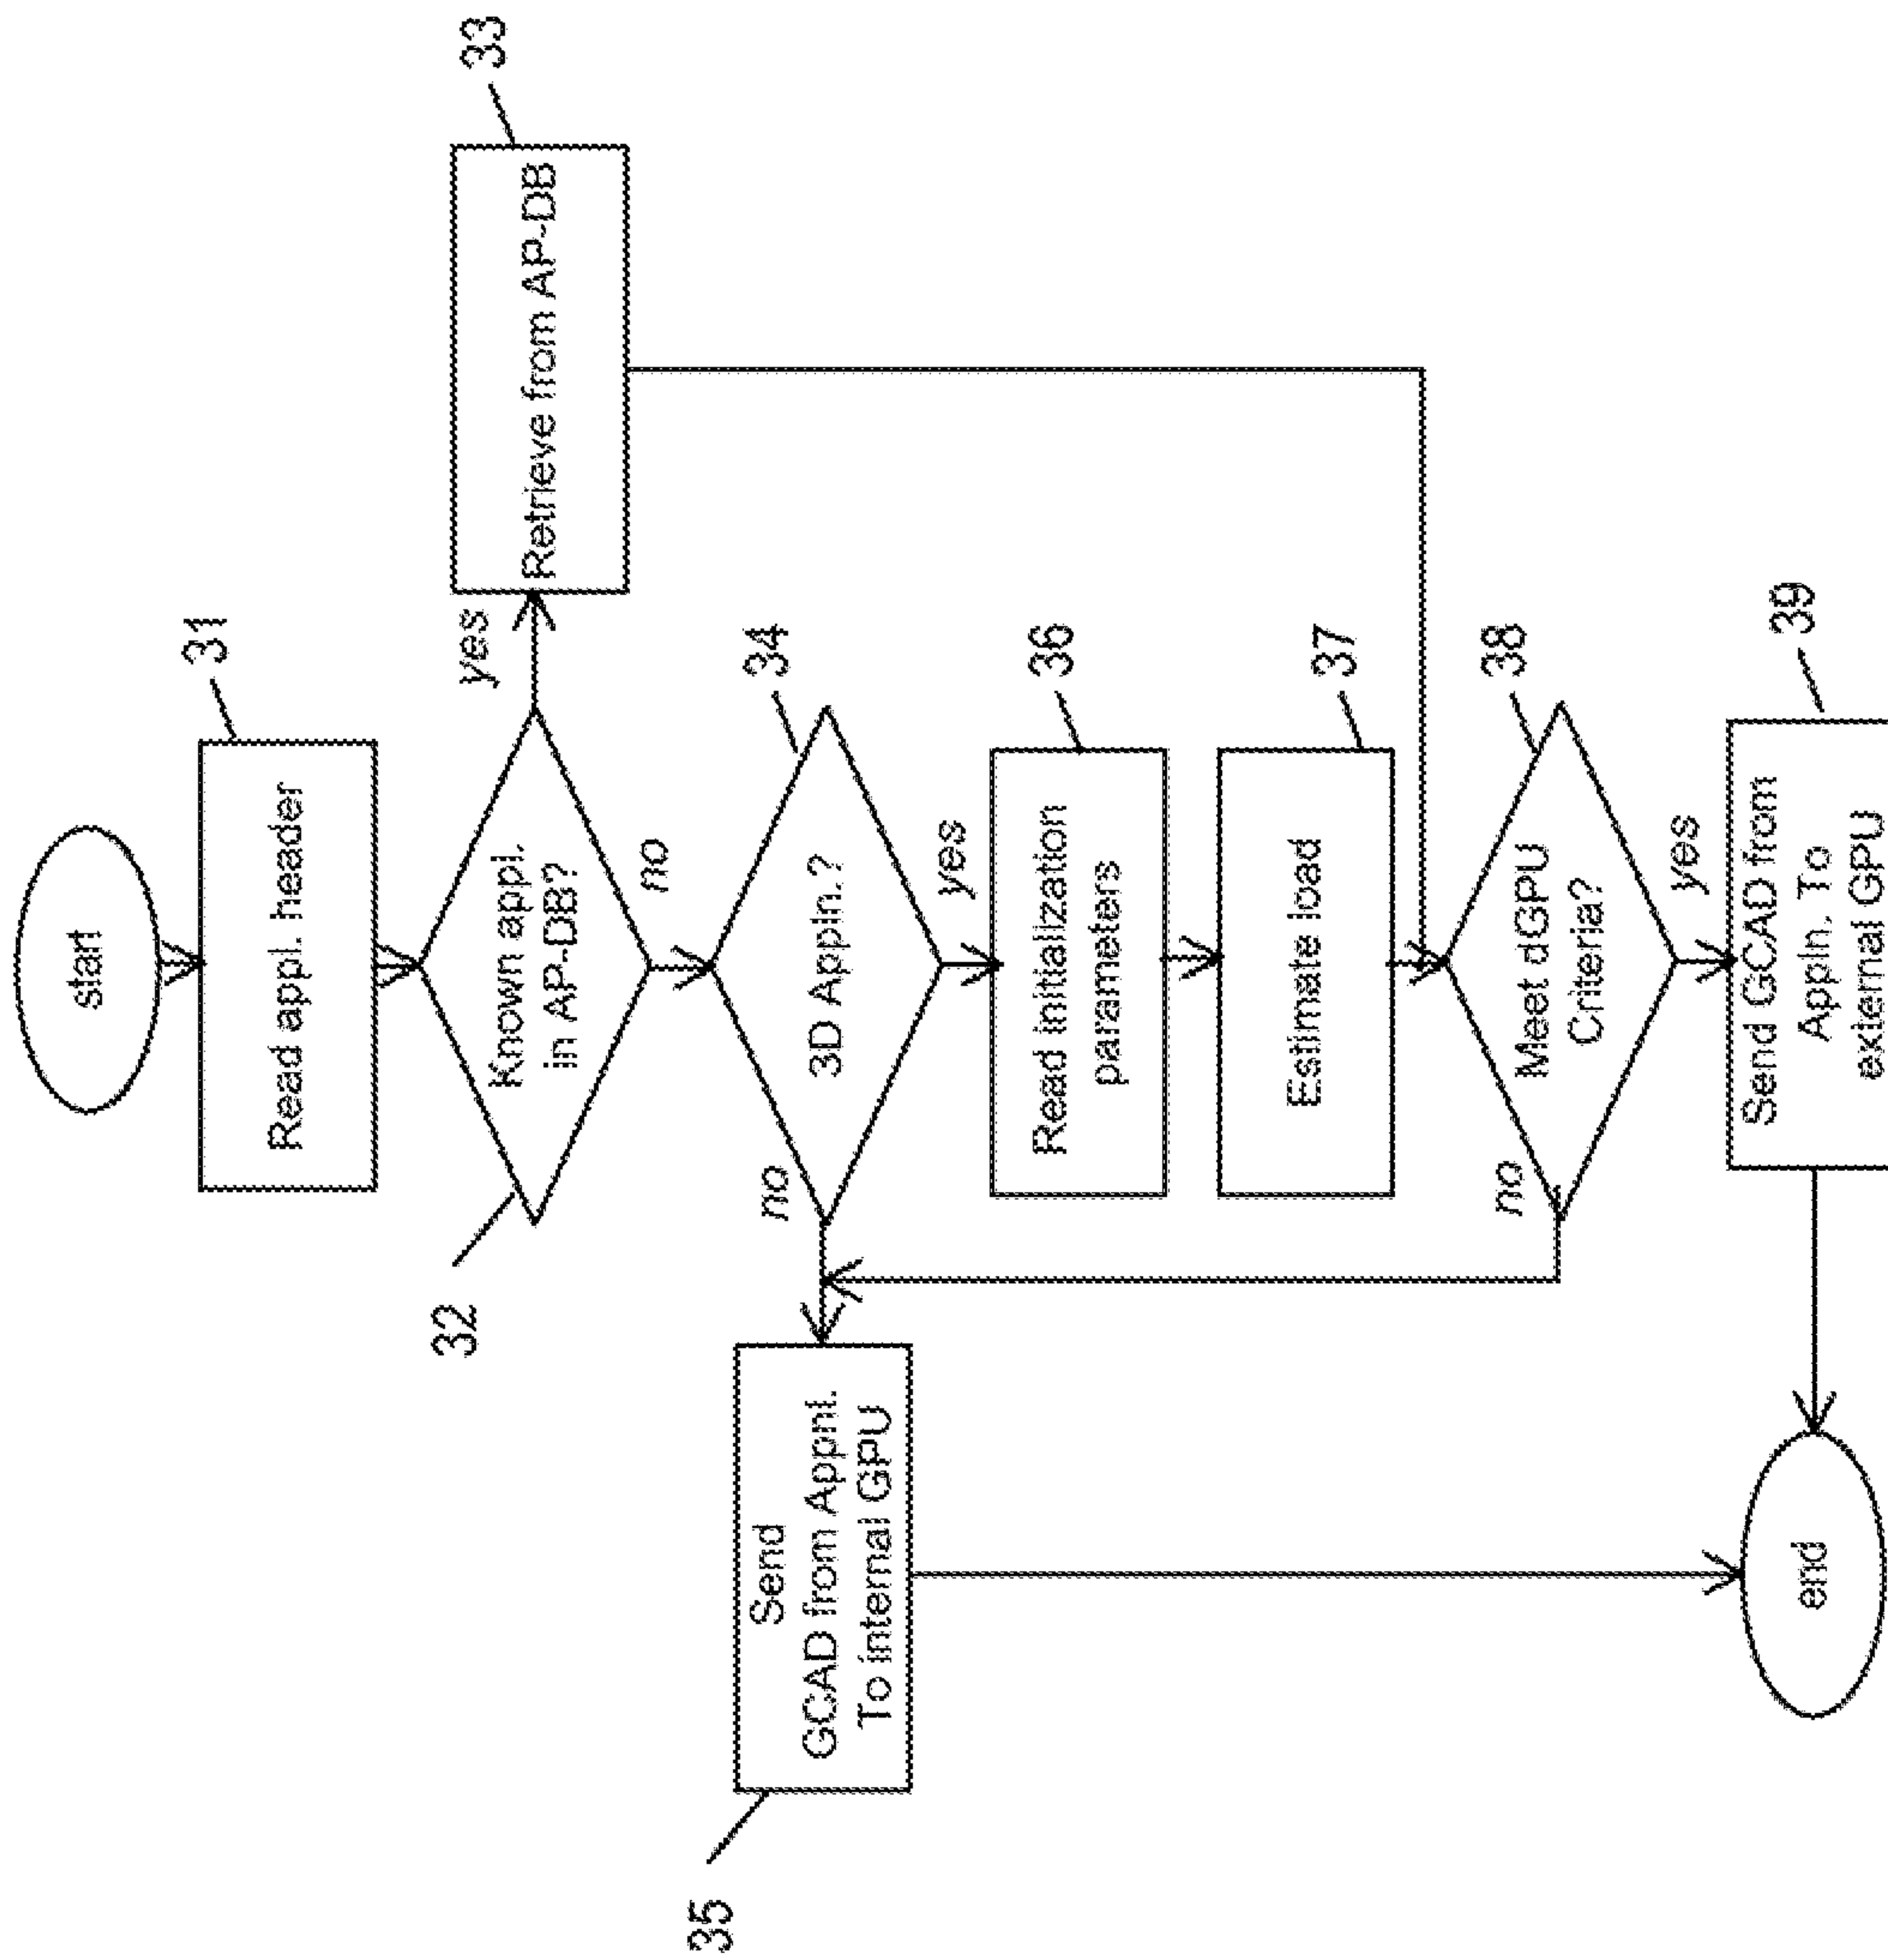 start
31
Read appl. header
32
Known appl.
in AP-DB?
yes
33
Retrieve from AP-DB
no
34
3D Appln.?
no
yes
35
Send
GCAD from Appnl.
To internal GPU
36
Read initialization
parameters
37
Estimate load
38
Meet dGPU
Criteria?
no
yes
39
Send GCAD from
Appln. To
external GPU
end